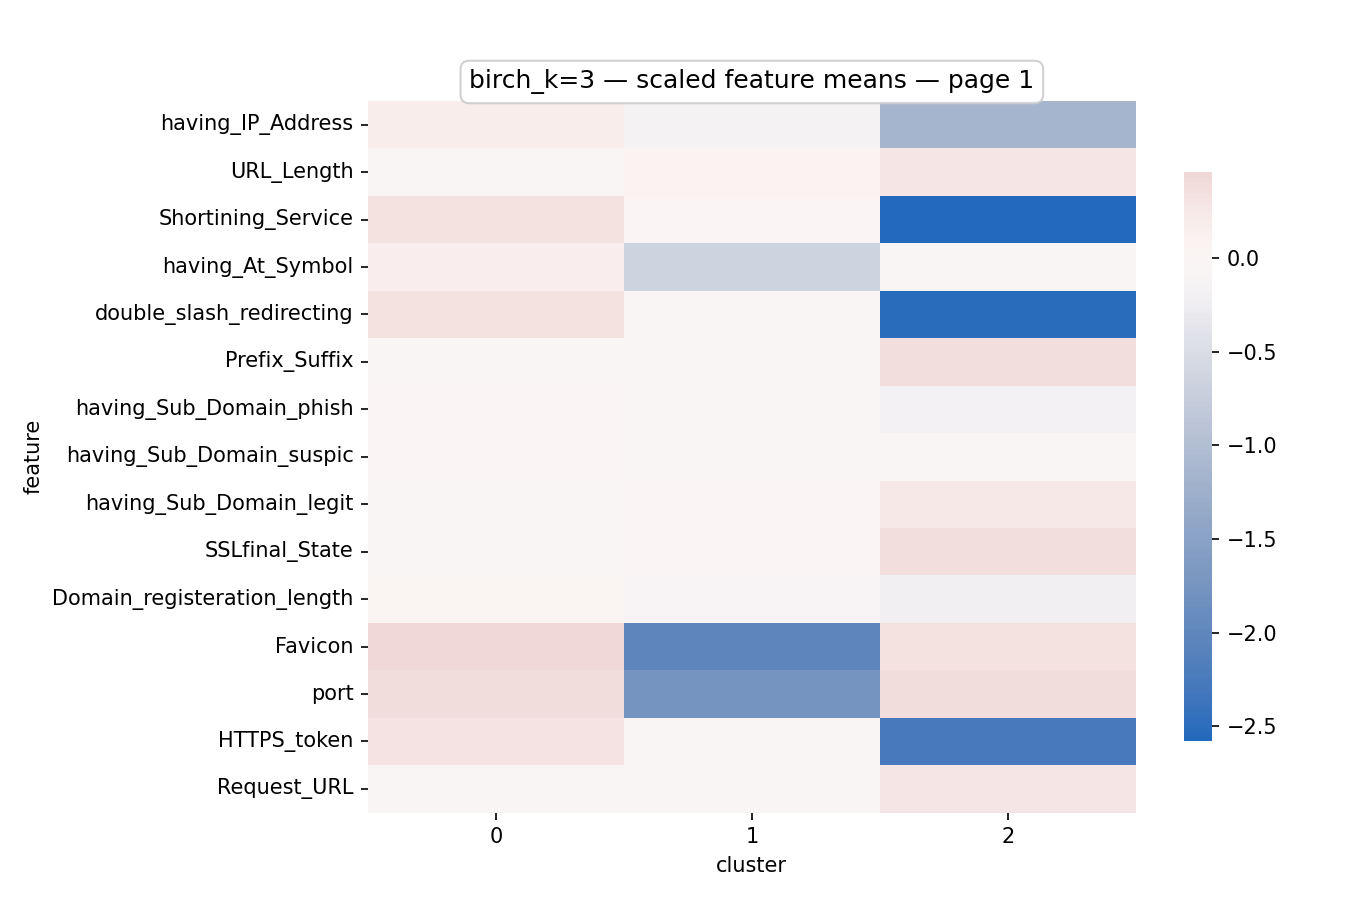 birch_k=3 — scaled feature means — page 1
having_IP_Address
URL_Length
Shortining_Service
having_At_Symbol
double_slash_redirecting
Prefix_Suffix
having_Sub_Domain_phish
having_Sub_Domain_suspic
having_Sub_Domain_legit
SSLfinal_State
Domain_registeration_length
Favicon
port
HTTPS_token
Request_URL
feature
0 1 2
cluster
0.0
−0.5
−1.0
−1.5
−2.0
−2.5